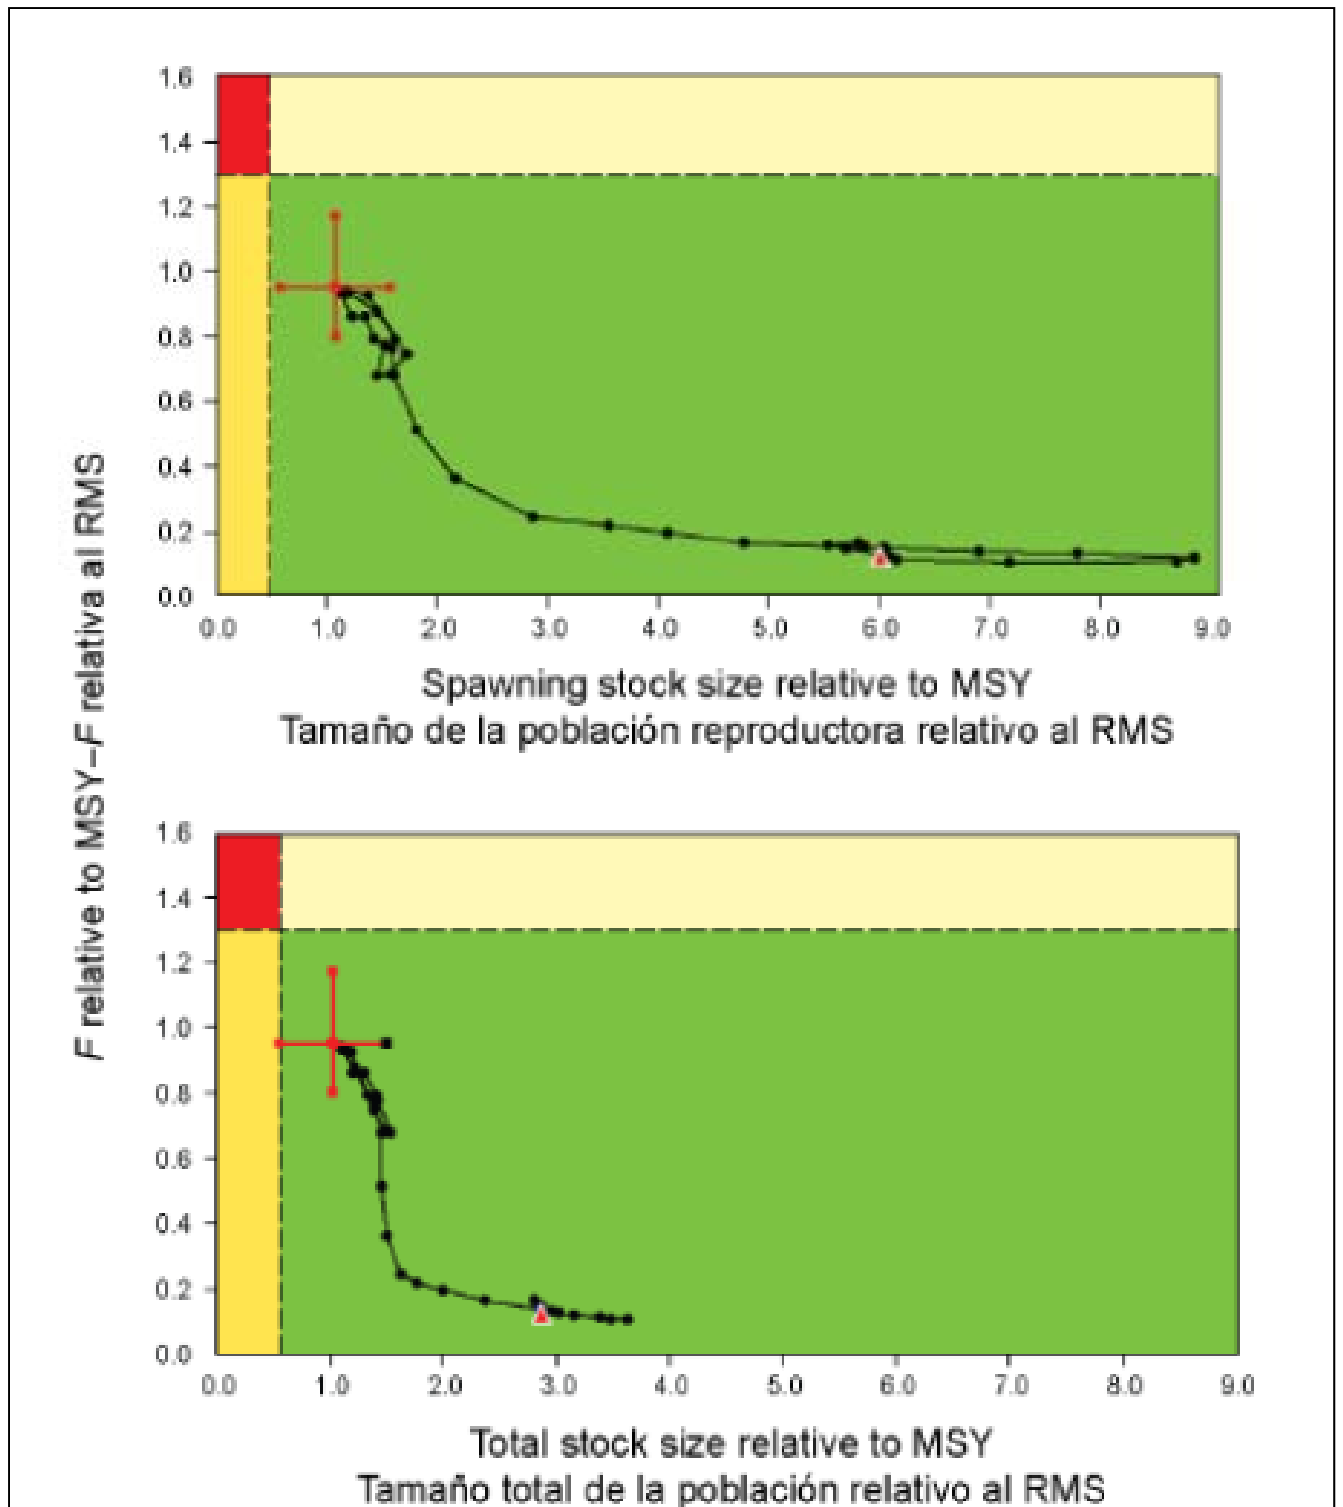 F relative to MSY–F relativa al RMS
1.6
1.4
1.2
1.0
0.8
0.6
0.4
0.2
0.0
0.0 1.0 2.0 3.0 4.0 5.0 6.0 7.0 8.0 9.0
Spawning stock size relative to MSY
Tamaño de la población reproductora relativo al RMS
1.6
1.4
1.2
1.0
0.8
0.6
0.4
0.2
0.0
0.0 1.0 2.0 3.0 4.0 5.0 6.0 7.0 8.0 9.0
Total stock size relative to MSY
Tamaño total de la población relativo al RMS